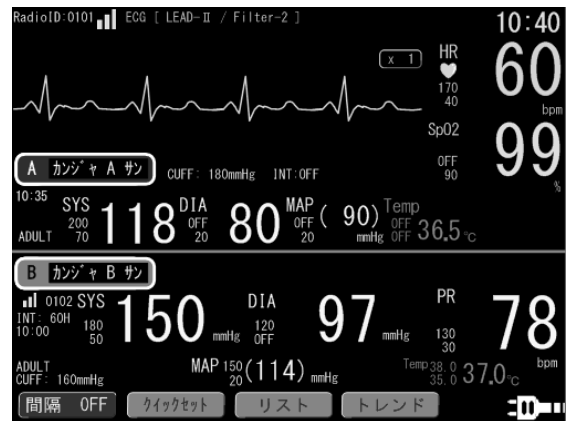 RadioID:0101 ECG [ LEAD-Ⅱ / Filter-2 ] 10:40
x 1 HR 60
170
40
bpm
SpO2 99
OFF
90
%
A カンジャ A サン CUFF: 180mmHg INT:OFF
10:35 SYS 118 DIA 80 MAP ( 90) Temp
200 OFF OFF mmHg OFF 36.5 ℃
ADULT 70 20 20 OFF
B カンジャ B サン
0102 SYS 150 DIA 97 PR 78
INT: 60H 180 mmHg 120 mmHg 130
10:00 50 OFF 30
bpm
ADULT MAP 150 (114) mmHg Temp 38.0 37.0 ℃
CUFF: 160mmHg 20 35.0
間隔 OFF クイックセット リスト トレンド